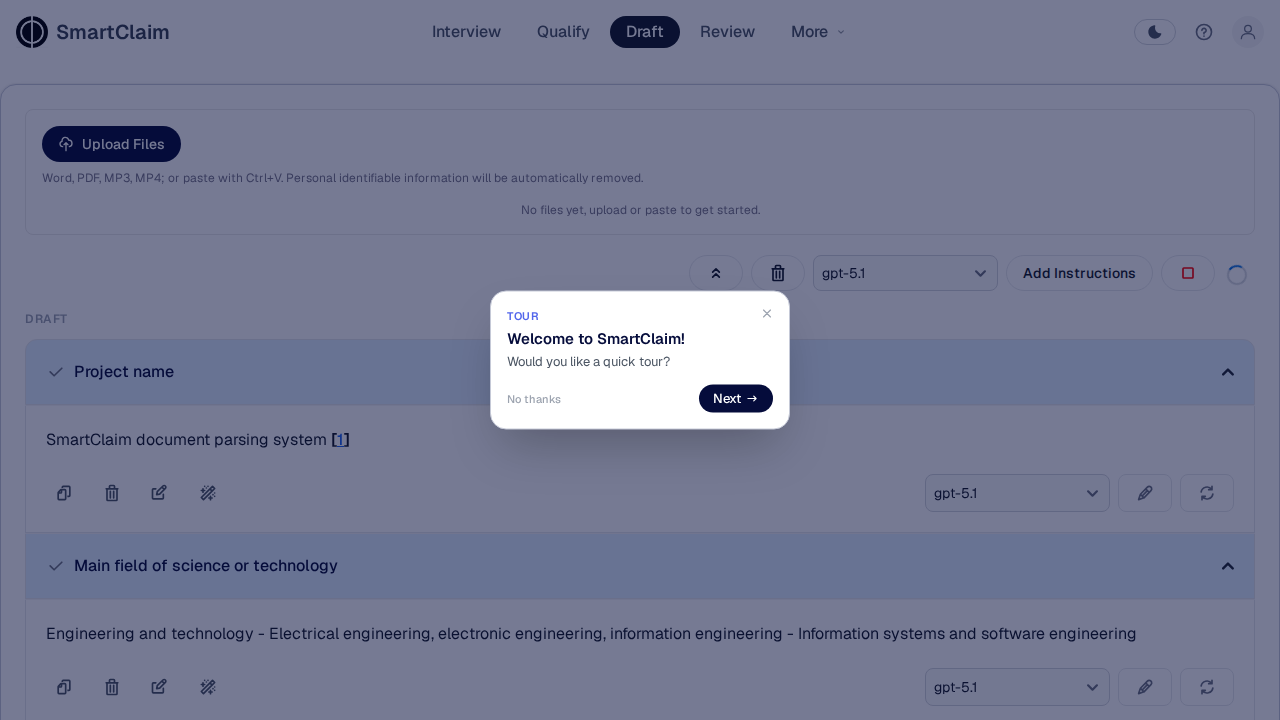 SmartClaim
Interview
Qualify
Draft
Review
More
Upload Files
Word, PDF, MP3, MP4; or paste with Ctrl+V. Personal identifiable information will be automatically removed.
No files yet, upload or paste to get started.
gpt-5.1
Add Instructions
TOUR
Welcome to SmartClaim!
Would you like a quick tour?
No thanks
Next →
DRAFT
Project name
SmartClaim document parsing system [1]
gpt-5.1
Main field of science or technology
Engineering and technology - Electrical engineering, electronic engineering, information engineering - Information systems and software engineering
gpt-5.1